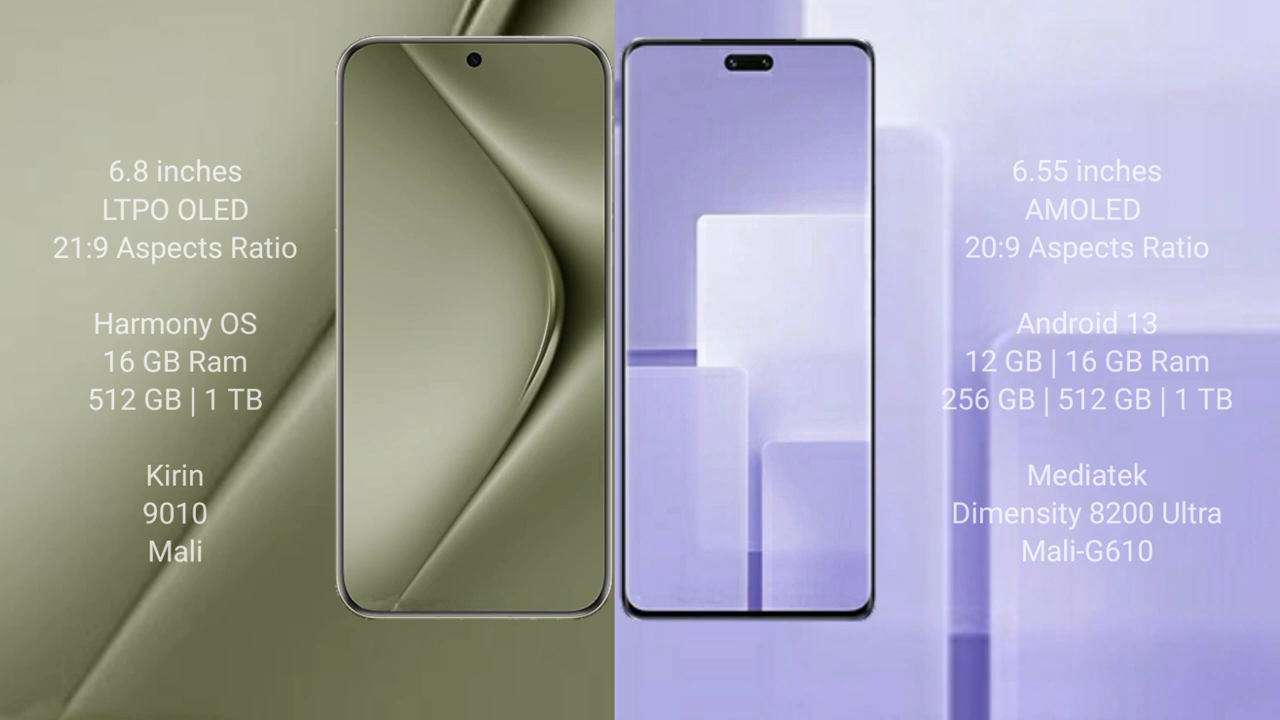 6.8 inches
LTPO OLED
21:9 Aspects Ratio
Harmony OS
16 GB Ram
512 GB | 1 TB
Kirin
9010
Mali
6.55 inches
AMOLED
20:9 Aspects Ratio
Android 13
12 GB | 16 GB Ram
256 GB | 512 GB | 1 TB
Mediatek
Dimensity 8200 Ultra
Mali-G610